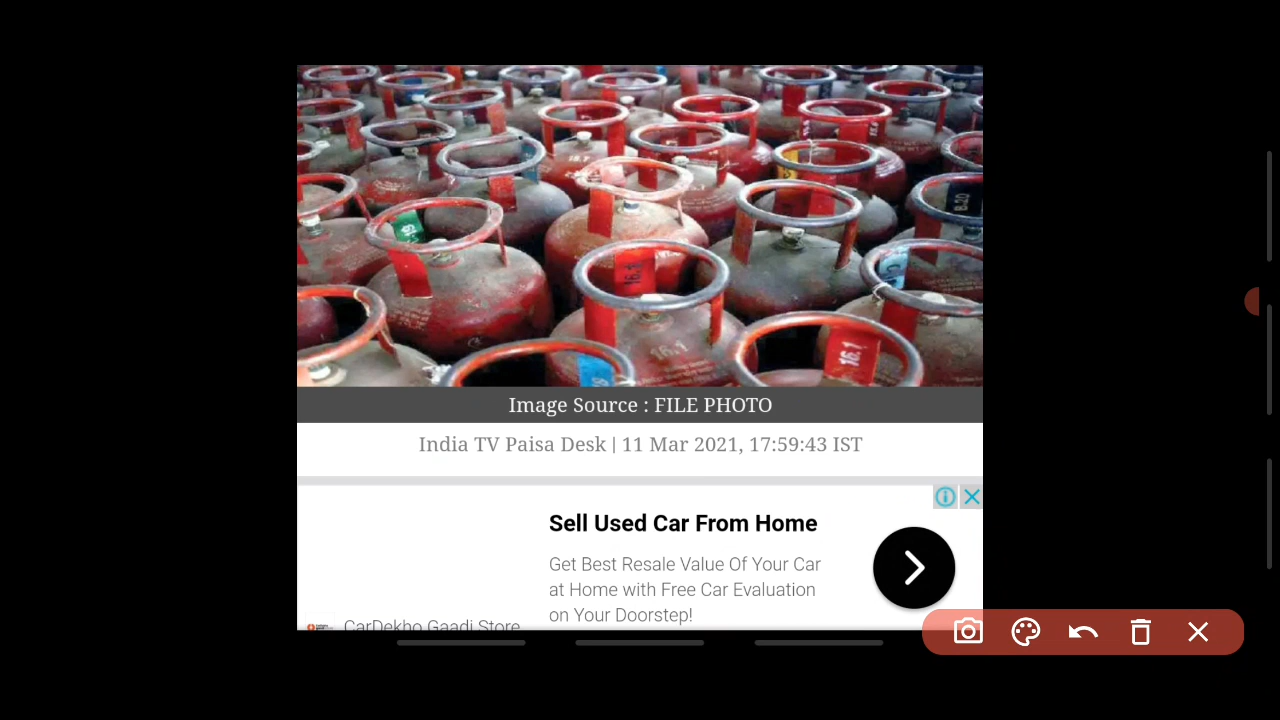 16.1
B-20
16.1
16.1
Image Source : FILE PHOTO
India TV Paisa Desk | 11 Mar 2021, 17:59:43 IST
Sell Used Car From Home
Get Best Resale Value Of Your Car
at Home with Free Car Evaluation
on Your Doorstep!
CarDekho Gaadi Store